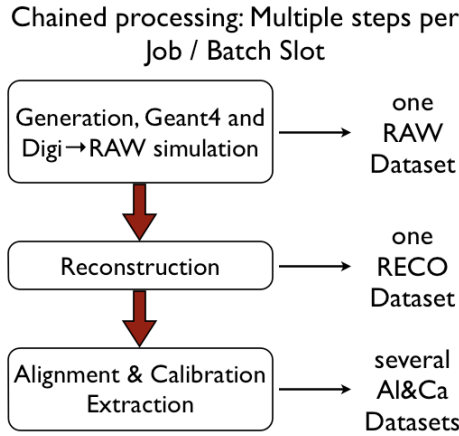 Chained processing: Multiple steps per
Job / Batch Slot
Generation, Geant4 and
Digi→RAW simulation
one
RAW
Dataset
Reconstruction
one
RECO
Dataset
Alignment & Calibration
Extraction
several
Al&Ca
Datasets